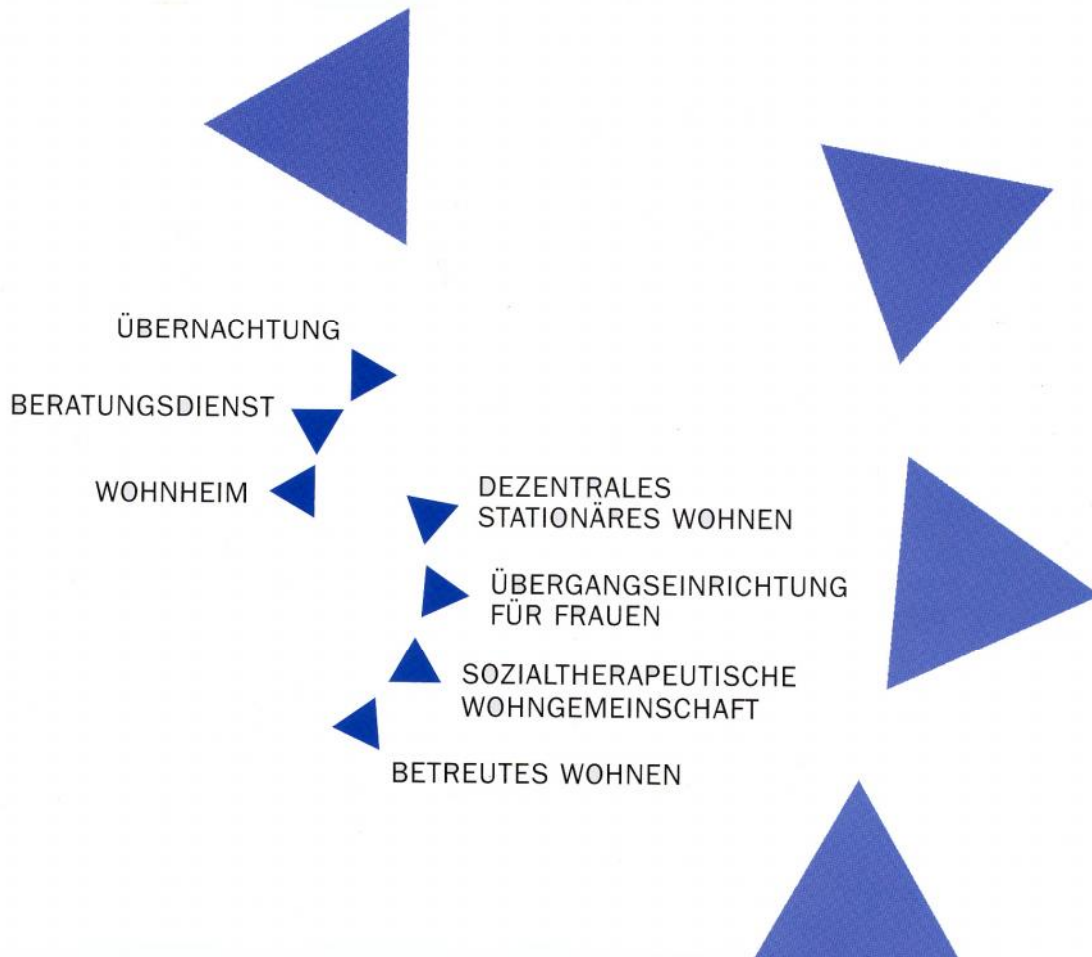 ÜBERNACHTUNG
BERATUNGSDIENST
WOHNHEIM
DEZENTRALES
STATIONÄRES WOHNEN
ÜBERGANGSEINRICHTUNG
FÜR FRAUEN
SOZIALTHERAPEUTISCHE
WOHNGEMEINSCHAFT
BETREUTES WOHNEN